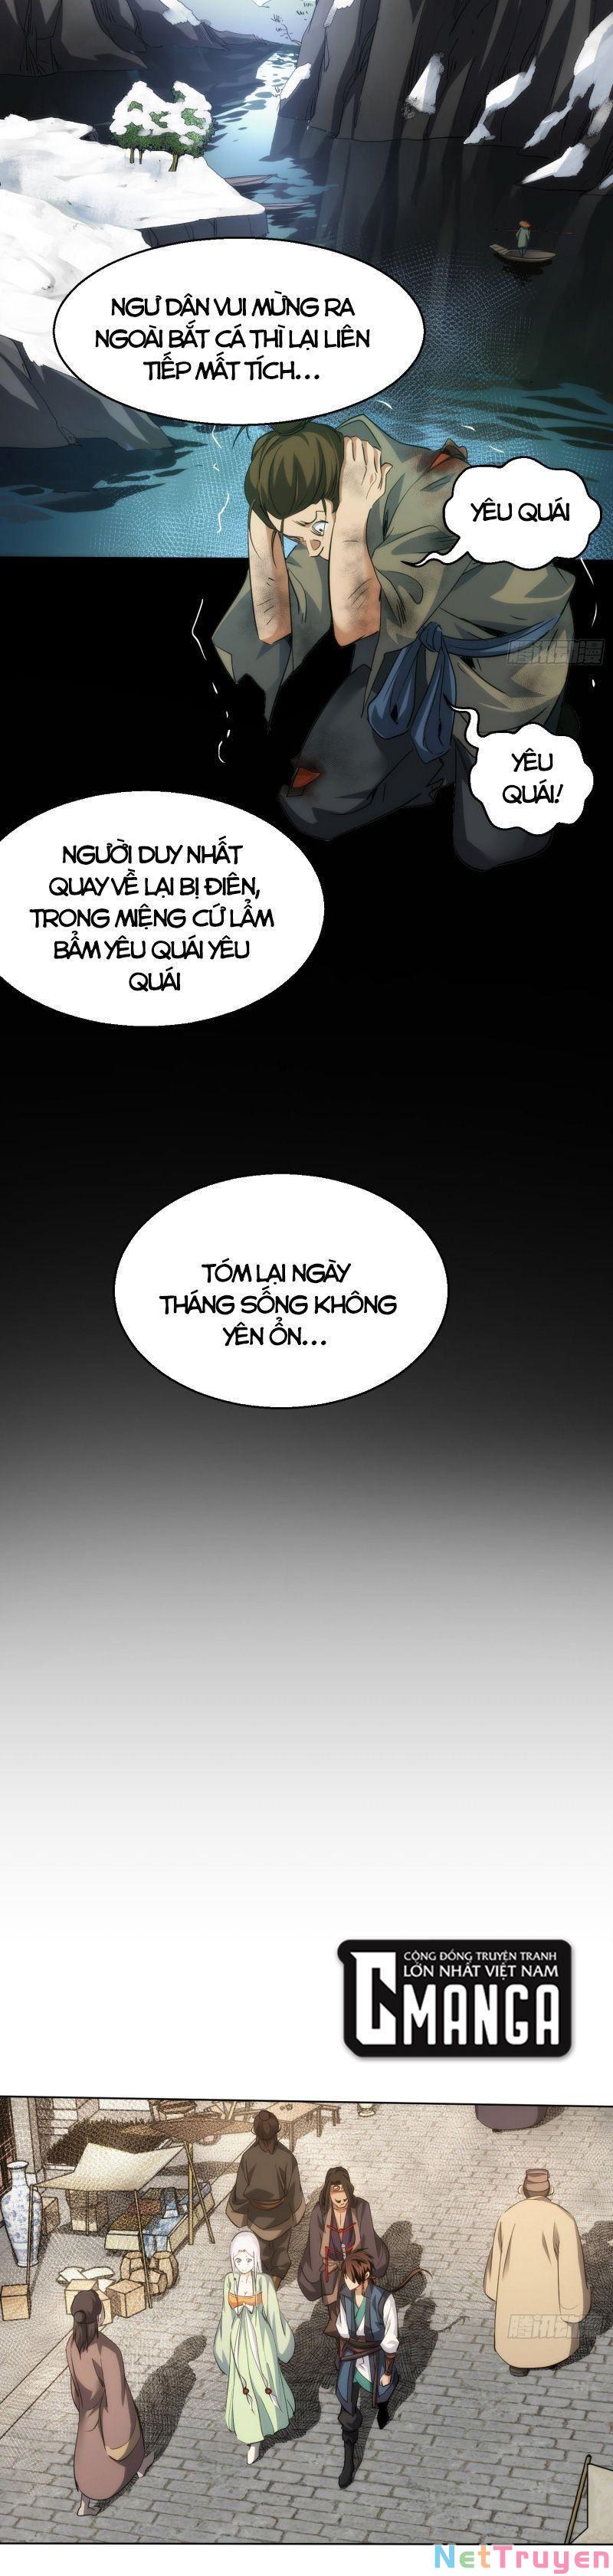 NGƯ DÂN VUI MỪNG RA
NGOÀI BẮT CÁ THÌ LẠI LIÊN
TIẾP MẤT TÍCH...
YÊU QUÁI
YÊU
QUÁI!
NGƯỜI DUY NHẤT
QUAY VỀ LẠI BỊ ĐIÊN,
TRONG MIỆNG CỨ LẨM
BẨM YÊU QUÁI YÊU
QUÁI
TÓM LẠI NGÀY
THÁNG SỐNG KHÔNG
YÊN ỔN...
CỘNG ĐỒNG TRUYỆN TRANH
LỚN NHẤT VIỆT NAM
CMANGA
NetTruyen